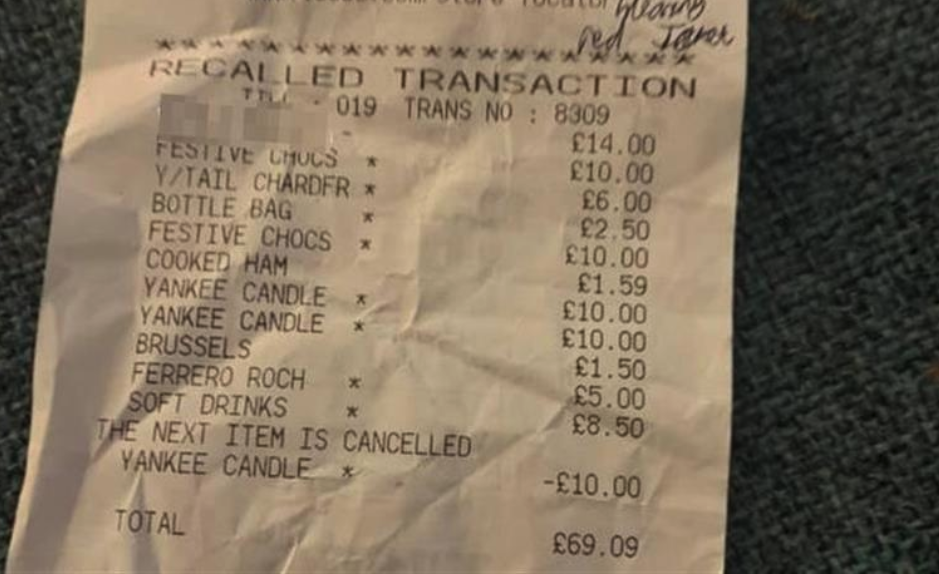 red
*********************
RECALLED TRANSACTION
019 TRANS NO : 8309
£14.00
FESTIVE CHOCS * £10.00
Y/TAIL CHARDFR * £6.00
BOTTLE BAG * £2.50
FESTIVE CHOCS * £10.00
COOKED HAM £1.59
YANKEE CANDLE * £10.00
YANKEE CANDLE * £10.00
BRUSSELS £1.50
FERRERO ROCH * £5.00
SOFT DRINKS * £8.50
THE NEXT ITEM IS CANCELLED
YANKEE CANDLE * -£10.00
TOTAL £69.09